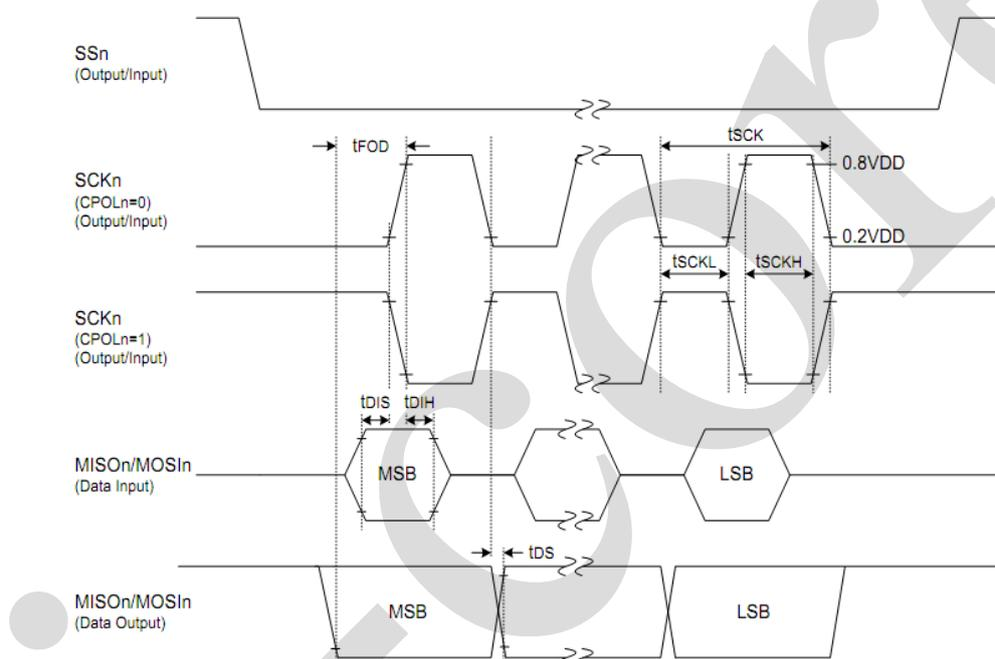 SSn
(Output/Input)
tFOD
tSCK
SCKn
(CPOLn=0)
(Output/Input)
0.8VDD
0.2VDD
tSCKL
tSCKH
SCKn
(CPOLn=1)
(Output/Input)
tDIS
tDIH
MISOn/MOSIn
(Data Input)
MSB
LSB
tDS
MISOn/MOSIn
(Data Output)
MSB
LSB